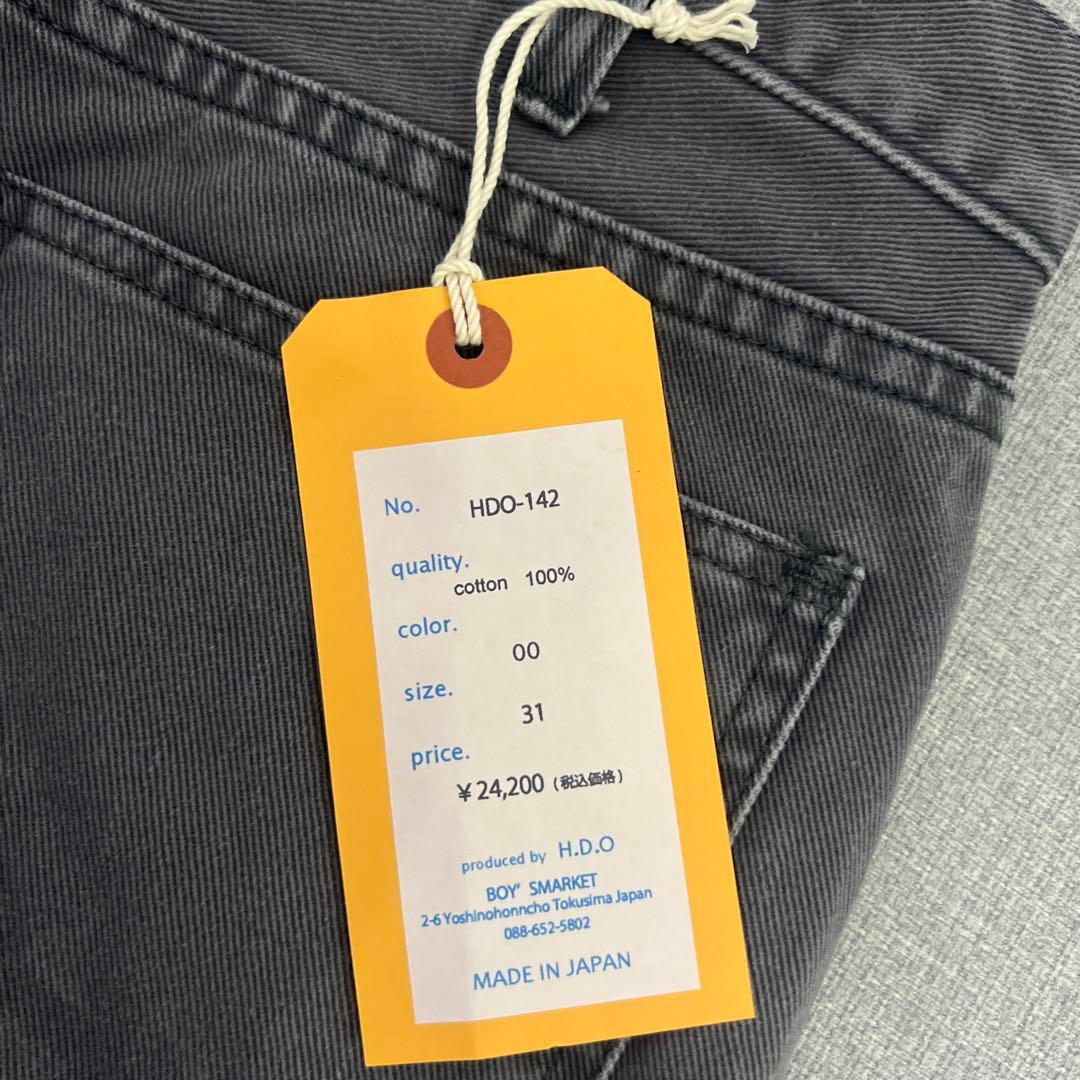 No. HDO-142
quality.
cotton 100%
color.
00
size.
31
price.
¥24,200(税込価格)
produced by H.D.O
BOY'SMARKET
2-6 Yoshinohonncho Tokusima Japan
088-652-5802
MADE IN JAPAN